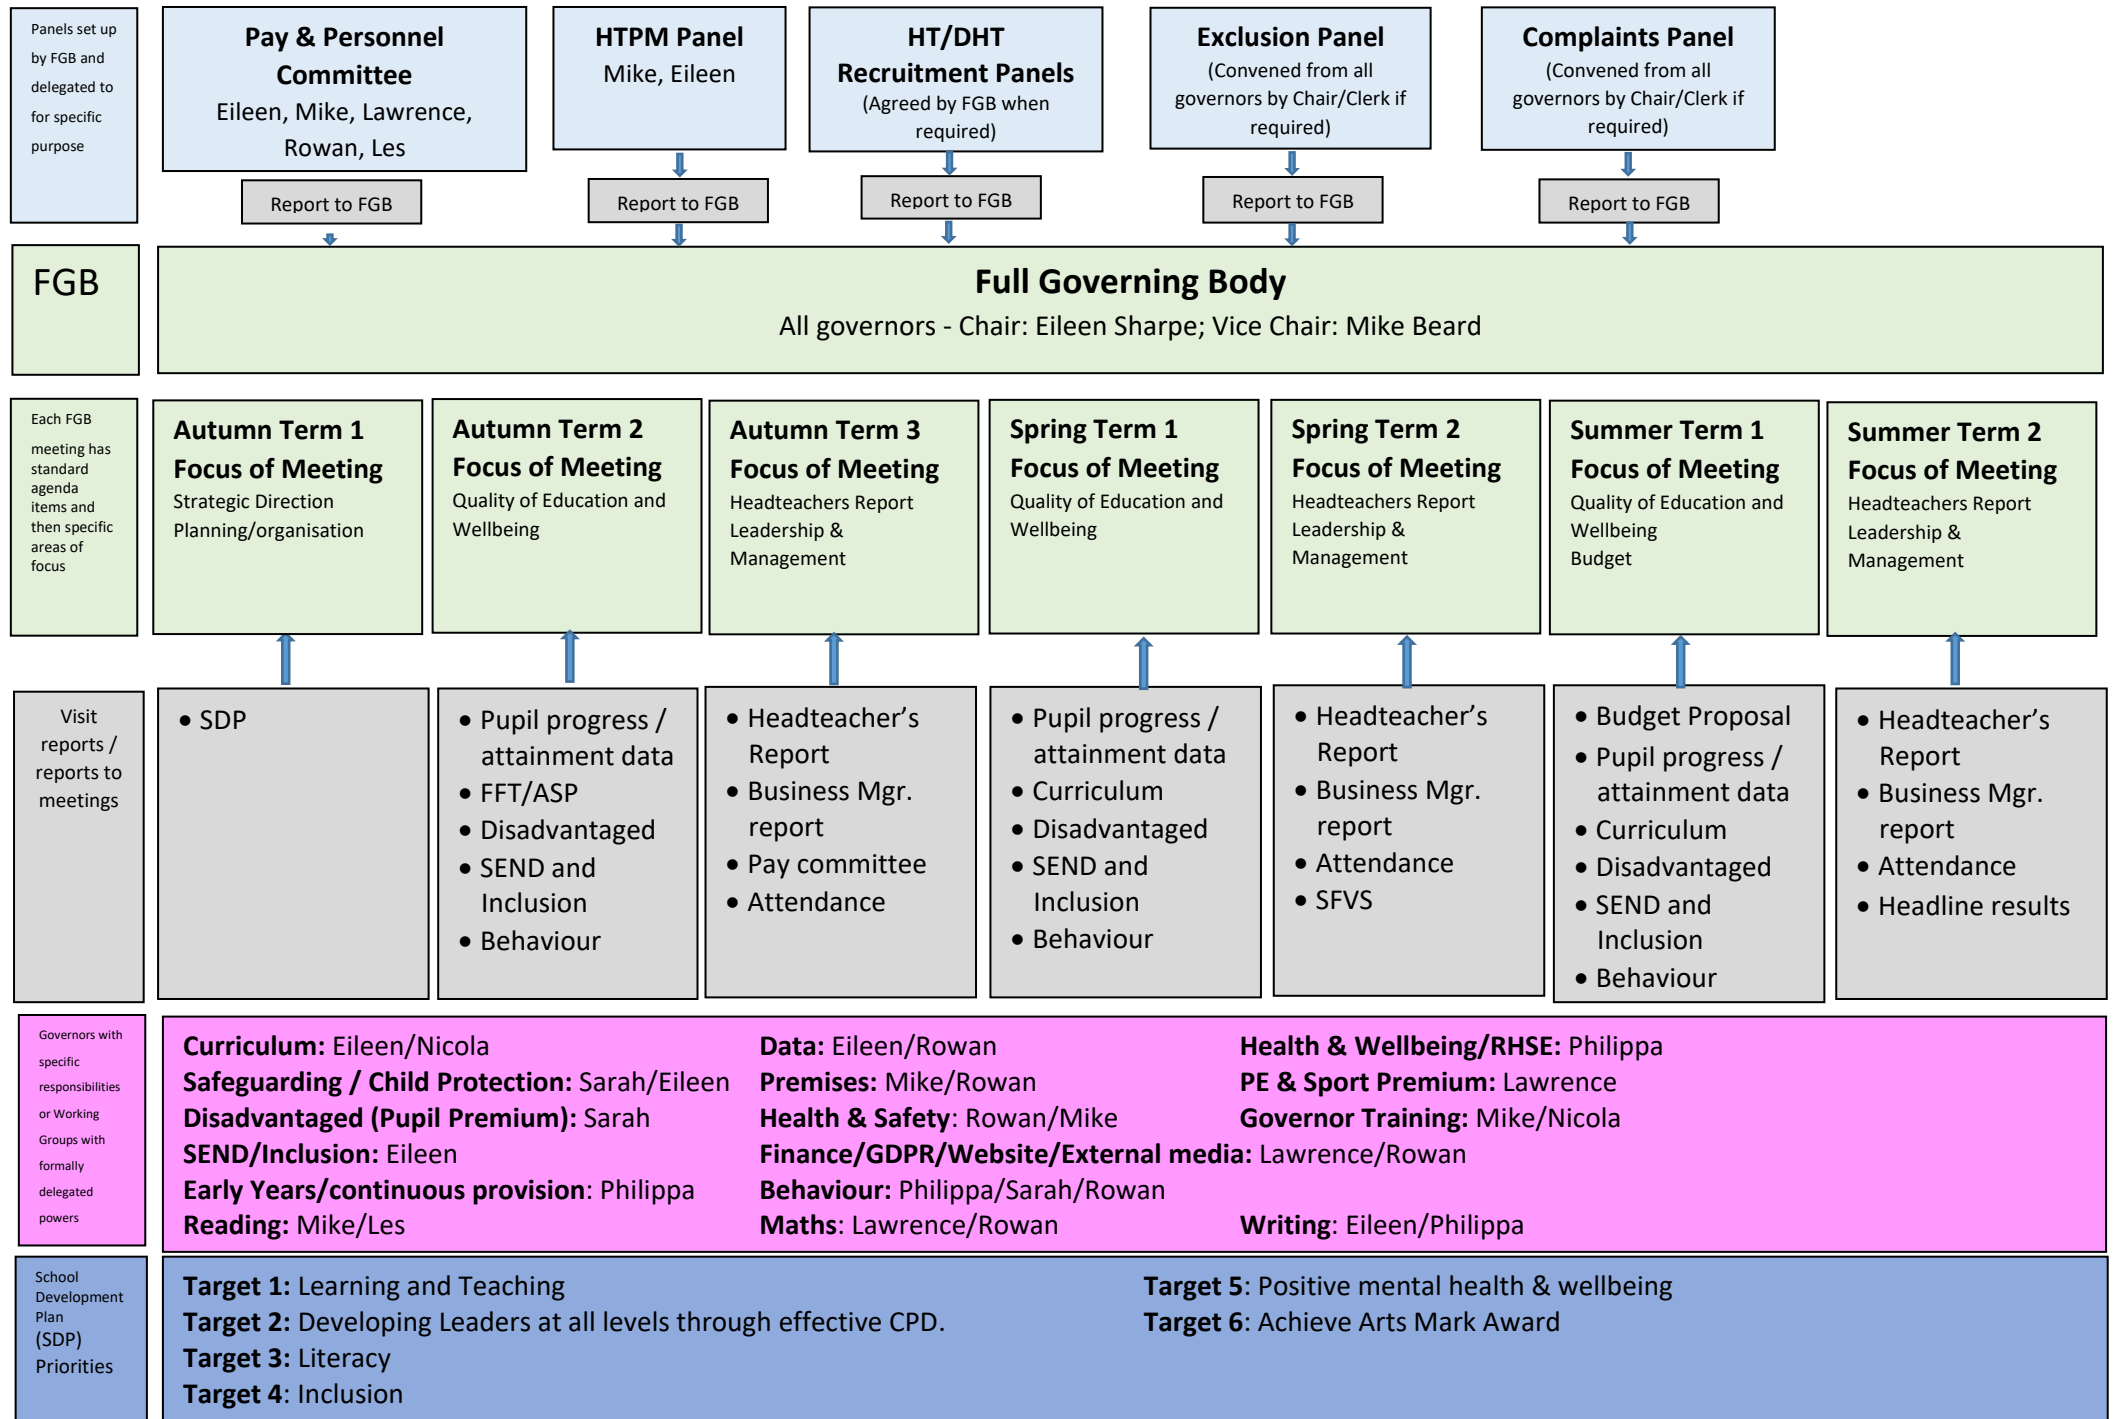 Panels set up
by FGB and
delegated to
for specific
purpose
Pay & Personnel
Committee
Eileen, Mike, Lawrence,
Rowan, Les
HTPM Panel
Mike, Eileen
HT/DHT
Recruitment Panels
(Agreed by FGB when
required)
Exclusion Panel
(Convened from all
governors by Chair/Clerk if
required)
Complaints Panel
(Convened from all
governors by Chair/Clerk if
required)
Report to FGB
Report to FGB
Report to FGB
Report to FGB
Report to FGB
FGB
Full Governing Body
All governors - Chair: Eileen Sharpe; Vice Chair: Mike Beard
Each FGB
meeting has
standard
agenda
items and
then specific
areas of
focus
Autumn Term 1
Focus of Meeting
Strategic Direction
Planning/organisation
Autumn Term 2
Focus of Meeting
Quality of Education and
Wellbeing
Autumn Term 3
Focus of Meeting
Headteachers Report
Leadership &
Management
Spring Term 1
Focus of Meeting
Quality of Education and
Wellbeing
Spring Term 2
Focus of Meeting
Headteachers Report
Leadership &
Management
Summer Term 1
Focus of Meeting
Quality of Education and
Wellbeing
Budget
Summer Term 2
Focus of Meeting
Headteachers Report
Leadership &
Management
Visit
reports /
reports to
meetings
• SDP
• Pupil progress /
attainment data
• FFT/ASP
• Disadvantaged
• SEND and
Inclusion
• Behaviour
• Headteacher's
Report
• Business Mgr.
report
• Pay committee
• Attendance
• Pupil progress /
attainment data
• Curriculum
• Disadvantaged
• SEND and
Inclusion
• Behaviour
• Headteacher's
Report
• Business Mgr.
report
• Attendance
• SFVS
• Budget Proposal
• Pupil progress /
attainment data
• Curriculum
• Disadvantaged
• SEND and
Inclusion
• Behaviour
• Headteacher's
Report
• Business Mgr.
report
• Attendance
• Headline results
Governors with
specific
responsibilities
or Working
Groups with
formally
delegated
powers
Curriculum: Eileen/Nicola Data: Eileen/Rowan Health & Wellbeing/RHSE: Philippa
Safeguarding / Child Protection: Sarah/Eileen Premises: Mike/Rowan PE & Sport Premium: Lawrence
Disadvantaged (Pupil Premium): Sarah Health & Safety: Rowan/Mike Governor Training: Mike/Nicola
SEND/Inclusion: Eileen Finance/GDPR/Website/External media: Lawrence/Rowan
Early Years/continuous provision: Philippa Behaviour: Philippa/Sarah/Rowan
Reading: Mike/Les Maths: Lawrence/Rowan Writing: Eileen/Philippa
School
Development
Plan
(SDP)
Priorities
Target 1: Learning and Teaching Target 5: Positive mental health & wellbeing
Target 2: Developing Leaders at all levels through effective CPD. Target 6: Achieve Arts Mark Award
Target 3: Literacy
Target 4: Inclusion